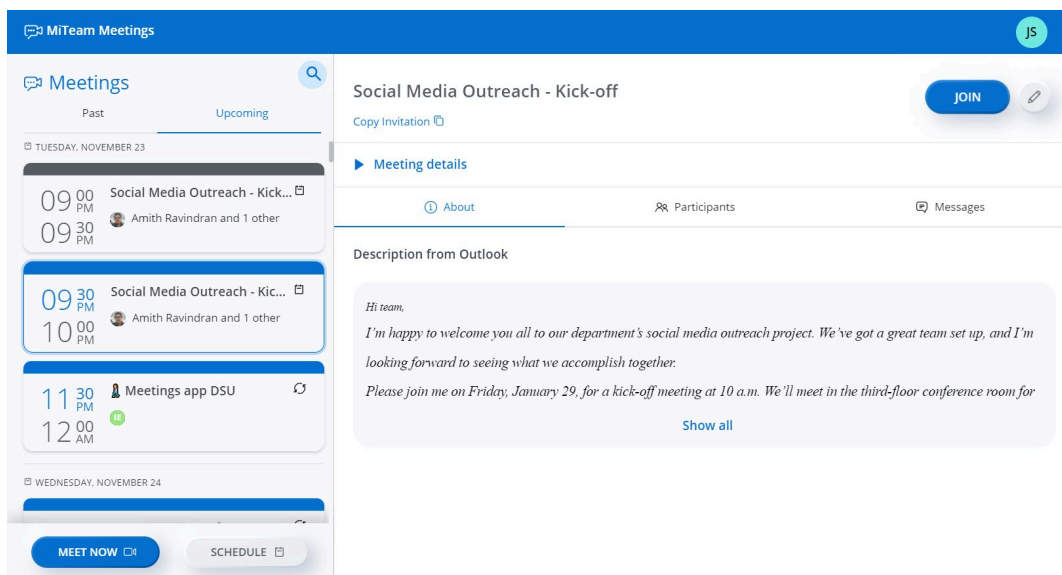 MiTeam Meetings
JS
Meetings
Past
Upcoming
TUESDAY, NOVEMBER 23
09 00 PM
09 30 PM
Social Media Outreach - Kick...
Amith Ravindran and 1 other
09 30 PM
10 00 PM
Social Media Outreach - Kic...
Amith Ravindran and 1 other
11 30 PM
12 00 AM
Meetings app DSU
IE
WEDNESDAY, NOVEMBER 24
MEET NOW
SCHEDULE
Social Media Outreach - Kick-off
Copy Invitation
JOIN
Meeting details
About
Participants
Messages
Description from Outlook
Hi team,
I'm happy to welcome you all to our department's social media outreach project. We've got a great team set up, and I'm
looking forward to seeing what we accomplish together.
Please join me on Friday, January 29, for a kick-off meeting at 10 a.m. We'll meet in the third-floor conference room for
Show all